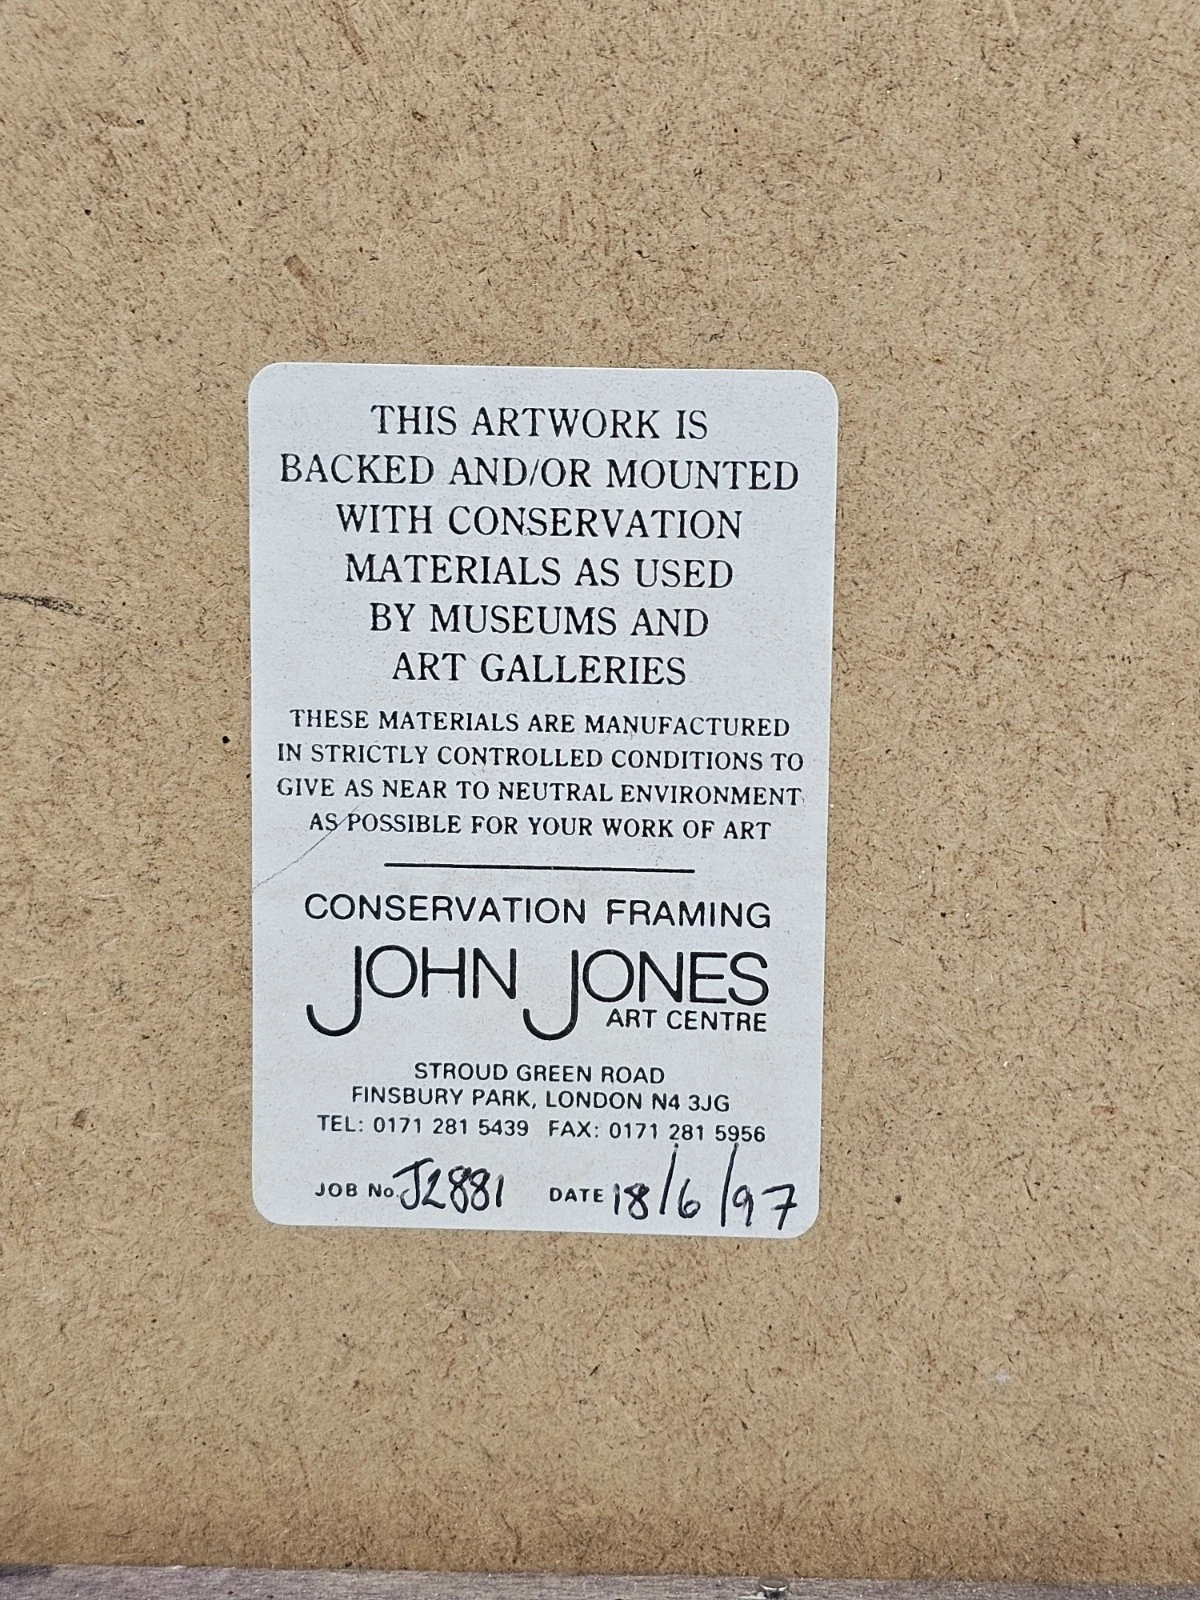 THIS ARTWORK IS
BACKED AND/OR MOUNTED
WITH CONSERVATION
MATERIALS AS USED
BY MUSEUMS AND
ART GALLERIES
THESE MATERIALS ARE MANUFACTURED
IN STRICTLY CONTROLLED CONDITIONS TO
GIVE AS NEAR TO NEUTRAL ENVIRONMENT
AS POSSIBLE FOR YOUR WORK OF ART
CONSERVATION FRAMING
JOHN JONES
ART CENTRE
STROUD GREEN ROAD
FINSBURY PARK, LONDON N4 3JG
TEL: 0171 281 5439 FAX: 0171 281 5956
JOB No. J2881 DATE 18/6/97